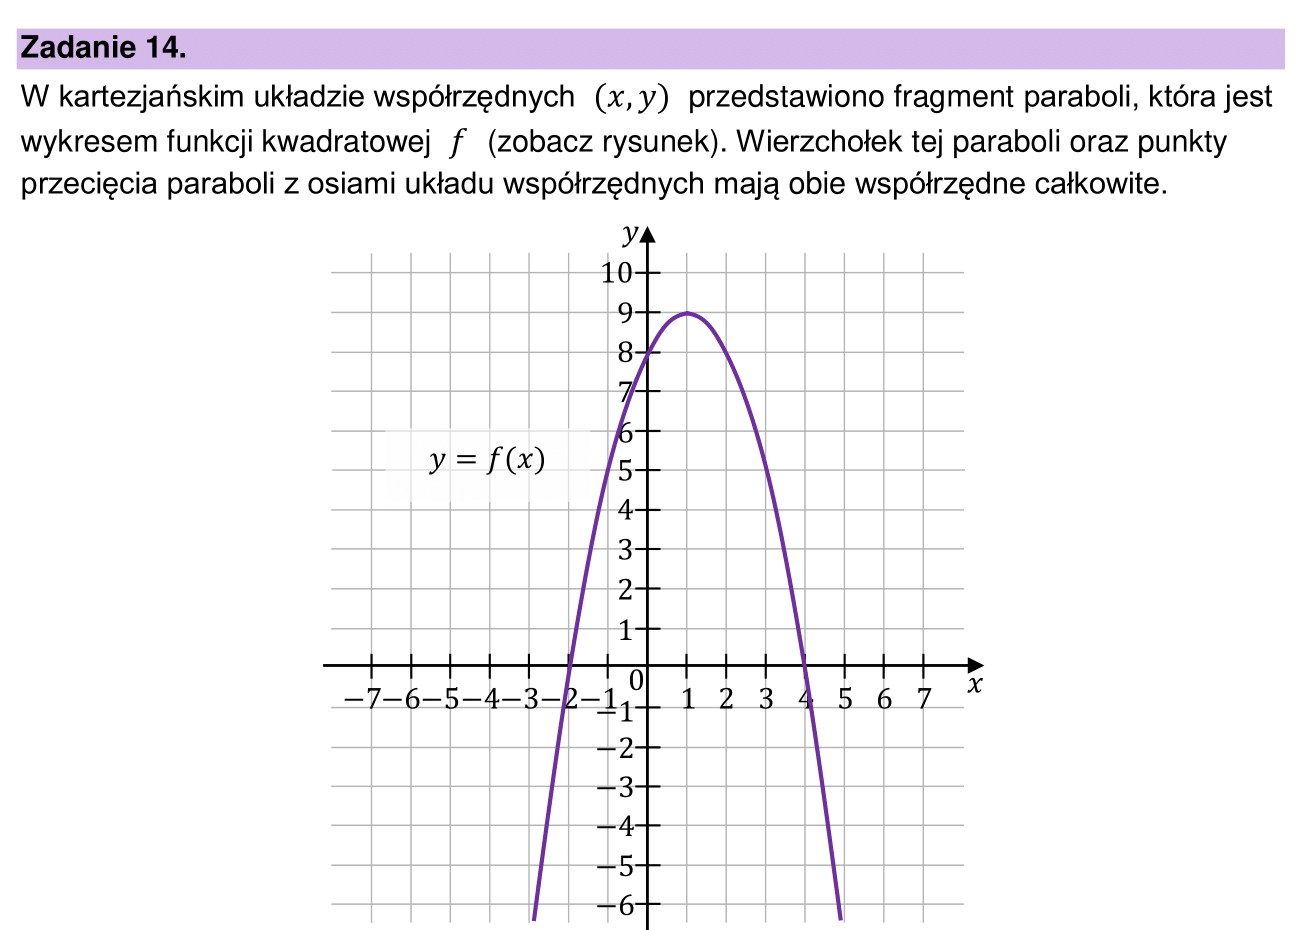 Zadanie 14.
W kartezjańskim układzie współrzędnych (x, y) przedstawiono fragment paraboli, która jest
wykresem funkcji kwadratowej f (zobacz rysunek). Wierzchołek tej paraboli oraz punkty
przecięcia paraboli z osiami układu współrzędnych mają obie współrzędne całkowite.
y
10
9
8
7
6
y = f(x)
5
4
3
2
1
0
x
−7 −6 −5 −4 −3 −2 −1 1 2 3 4 5 6 7
−1
−2
−3
−4
−5
−6